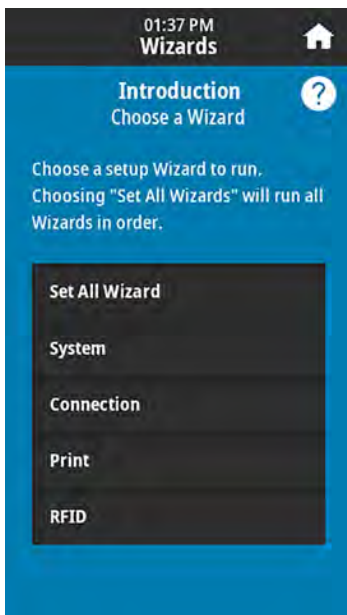 01:37 PM
Wizards
Introduction
?
Choose a Wizard
Choose a setup Wizard to run.
Choosing "Set All Wizards" will run all
Wizards in order.
Set All Wizard
System
Connection
Print
RFID